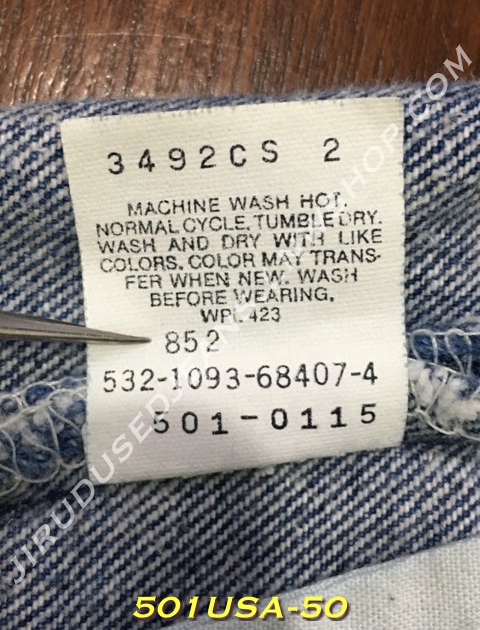 3492CS 2
MACHINE WASH HOT.
NORMAL CYCLE. TUMBLE DRY.
WASH AND DRY WITH LIKE
COLORS. COLOR MAY TRANS-
FER WHEN NEW. WASH
BEFORE WEARING.
WPL 423
852
532-1093-68407-4
501-0115
501USA-50